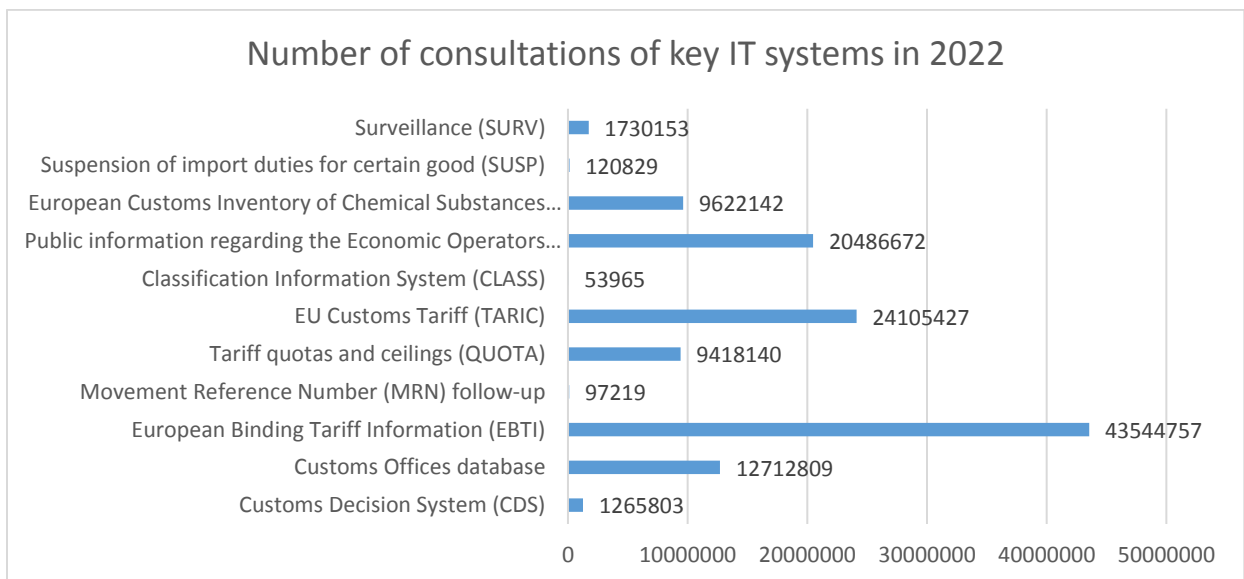 Number of consultations of key IT systems in 2022
Surveillance (SURV) 1730153
Suspension of import duties for certain good (SUSP) 120829
European Customs Inventory of Chemical Substances... 9622142
Public information regarding the Economic Operators... 20486672
Classification Information System (CLASS) 53965
EU Customs Tariff (TARIC) 24105427
Tariff quotas and ceilings (QUOTA) 9418140
Movement Reference Number (MRN) follow-up 97219
European Binding Tariff Information (EBTI) 43544757
Customs Offices database 12712809
Customs Decision System (CDS) 1265803
0 10000000 20000000 30000000 40000000 50000000